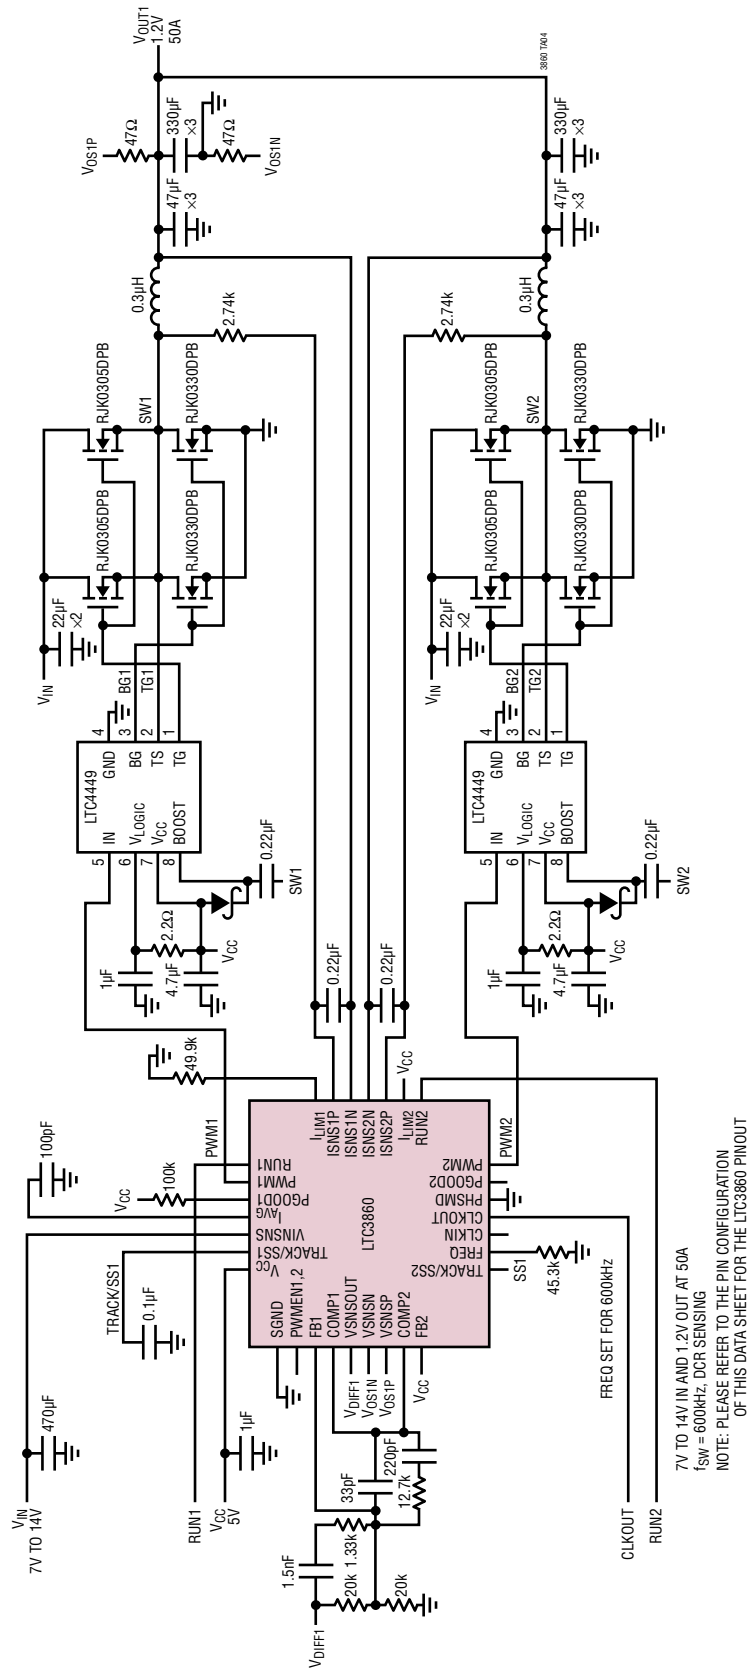 VIN
7V TO 14V
470µF
RUN1
VCC
5V
1µF
TRACK/SS1
0.1µF
VCC
100k
100pF
49.9k
PWM1
RUN1
PWM1
PGOOD1
IAVG
VINSNS
TRACK/SS1
VCC
SGND
PWMEN1,2
FB1
COMP1
VSNSOUT
VSNSN
VSNSP
COMP2
FB2
LTC3860
ILIM1
ISNS1P
ISNS1N
ISNS2N
ISNS2P
ILIM2
RUN2
PWM2
PGOOD2
PHSMD
CLKOUT
CLKIN
FREQ
TRACK/SS2
VDIFF1
VOS1N
VOS1P
VCC
VCC
PWM2
SS1
45.3k
VDIFF1
1.5nF
20k
1.33k
20k
33pF
220pF
12.7k
FREQ SET FOR 600kHz
CLKOUT
RUN2
1µF
4.7µF
2.2Ω
VCC
0.22µF
SW1
LTC4449
IN
VLOGIC
VCC
BOOST
GND
BG
TS
TG
5
6
7
8
4
3
2
1
BG1
TG1
VIN
22µF
×2
RJK0305DPB
RJK0305DPB
RJK0330DPB
RJK0330DPB
SW1
0.3µH
2.74k
0.22µF
0.22µF
47µF
×3
330µF
×3
47Ω
47Ω
VOS1P
VOS1N
VOUT1
1.2V
50A
1µF
4.7µF
2.2Ω
VCC
0.22µF
SW2
LTC4449
IN
VLOGIC
VCC
BOOST
GND
BG
TS
TG
5
6
7
8
4
3
2
1
BG2
TG2
VIN
22µF
×2
RJK0305DPB
RJK0305DPB
RJK0330DPB
RJK0330DPB
SW2
0.3µH
2.74k
47µF
×3
330µF
×3
3860 TA04
7V TO 14V IN AND 1.2V OUT AT 50A
fSW = 600kHz, DCR SENSING
NOTE: PLEASE REFER TO THE PIN CONFIGURATION
OF THIS DATA SHEET FOR THE LTC3860 PINOUT